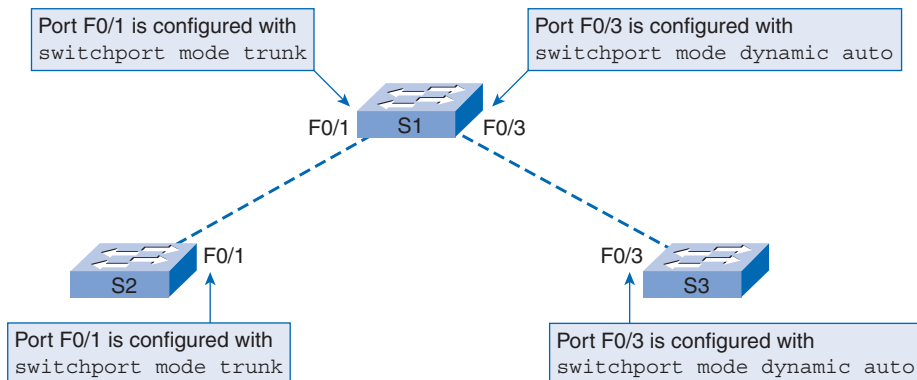 Port F0/1 is configured with
switchport mode trunk
Port F0/3 is configured with
switchport mode dynamic auto
F0/1
S1
F0/3
S2
F0/1
F0/3
S3
Port F0/1 is configured with
switchport mode trunk
Port F0/3 is configured with
switchport mode dynamic auto